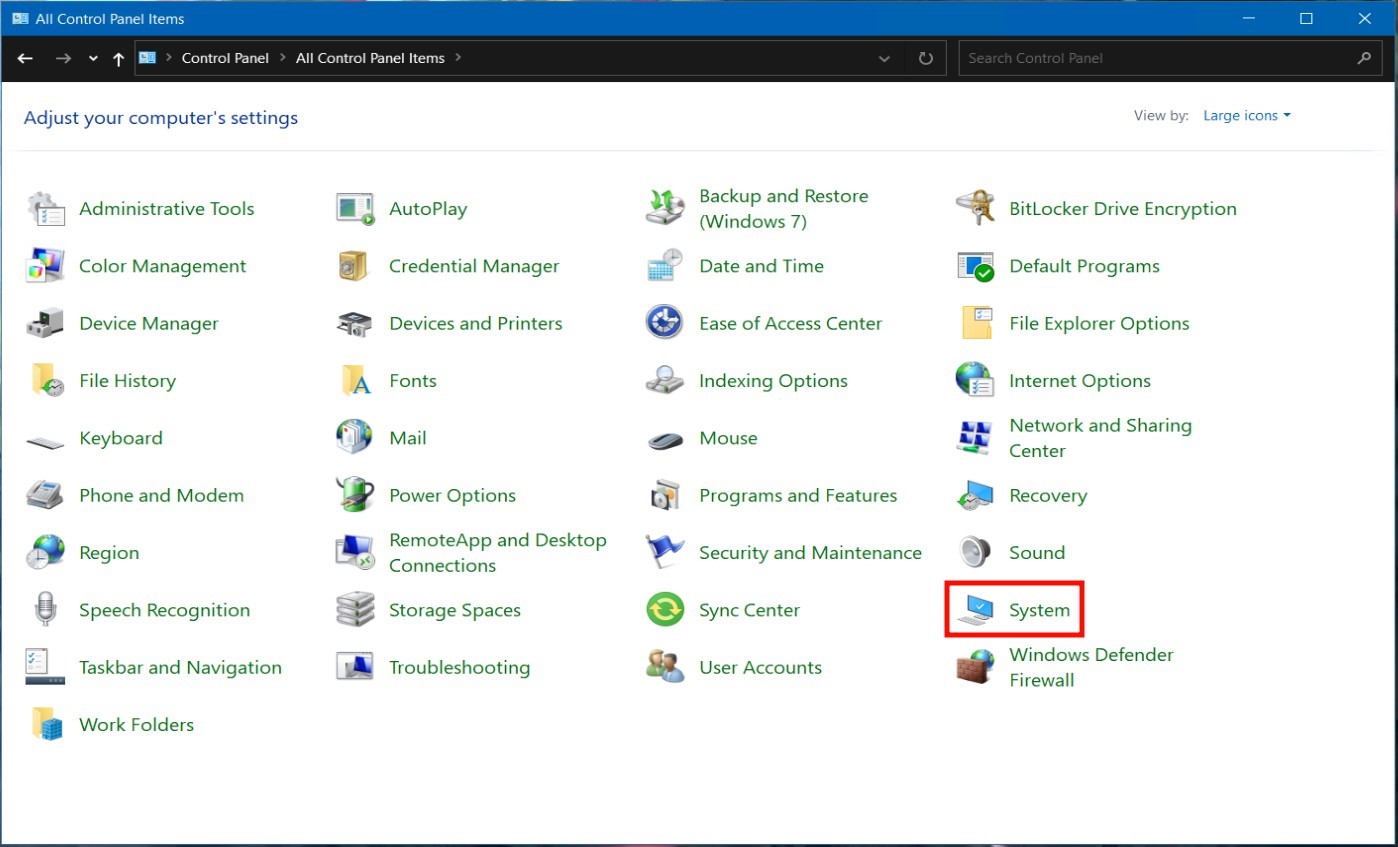 All Control Panel Items
Control Panel
All Control Panel Items
Search Control Panel
Adjust your computer's settings
View by: Large icons
Administrative Tools
AutoPlay
Backup and Restore
(Windows 7)
BitLocker Drive Encryption
Color Management
Credential Manager
Date and Time
Default Programs
Device Manager
Devices and Printers
Ease of Access Center
File Explorer Options
File History
Fonts
Indexing Options
Internet Options
Keyboard
Mail
Mouse
Network and Sharing
Center
Phone and Modem
Power Options
Programs and Features
Recovery
Region
RemoteApp and Desktop
Connections
Security and Maintenance
Sound
Speech Recognition
Storage Spaces
Sync Center
System
Taskbar and Navigation
Troubleshooting
User Accounts
Windows Defender
Firewall
Work Folders